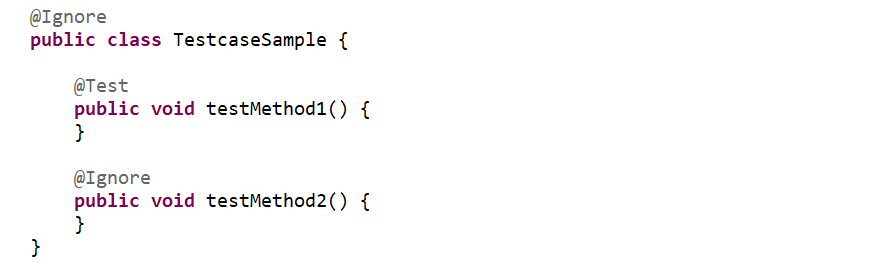 @Ignore
public class TestcaseSample {
@Test
public void testMethod1() {
}
@Ignore
public void testMethod2() {
}
}